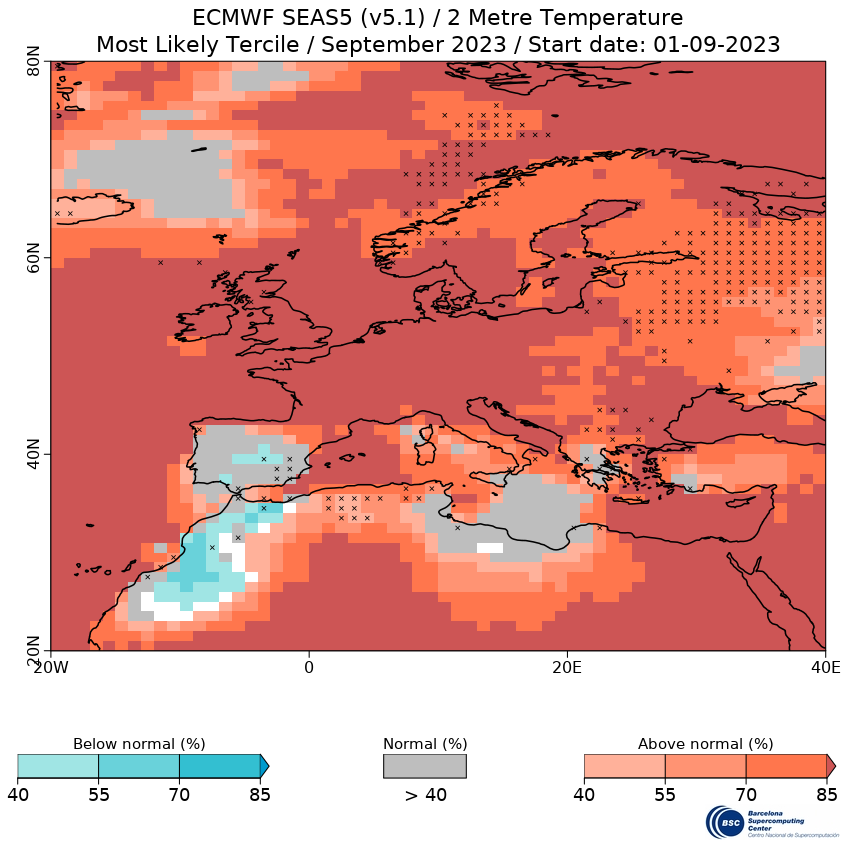 ECMWF SEAS5 (v5.1) / 2 Metre Temperature
Most Likely Tercile / September 2023 / Start date: 01-09-2023
80N
60N
40N
20N
20W 0 20E 40E
Below normal (%) Normal (%) Above normal (%)
40 55 70 85 > 40 40 55 70 85
BSC
Barcelona
Supercomputing
Center
Centro Nacional de Supercomputación